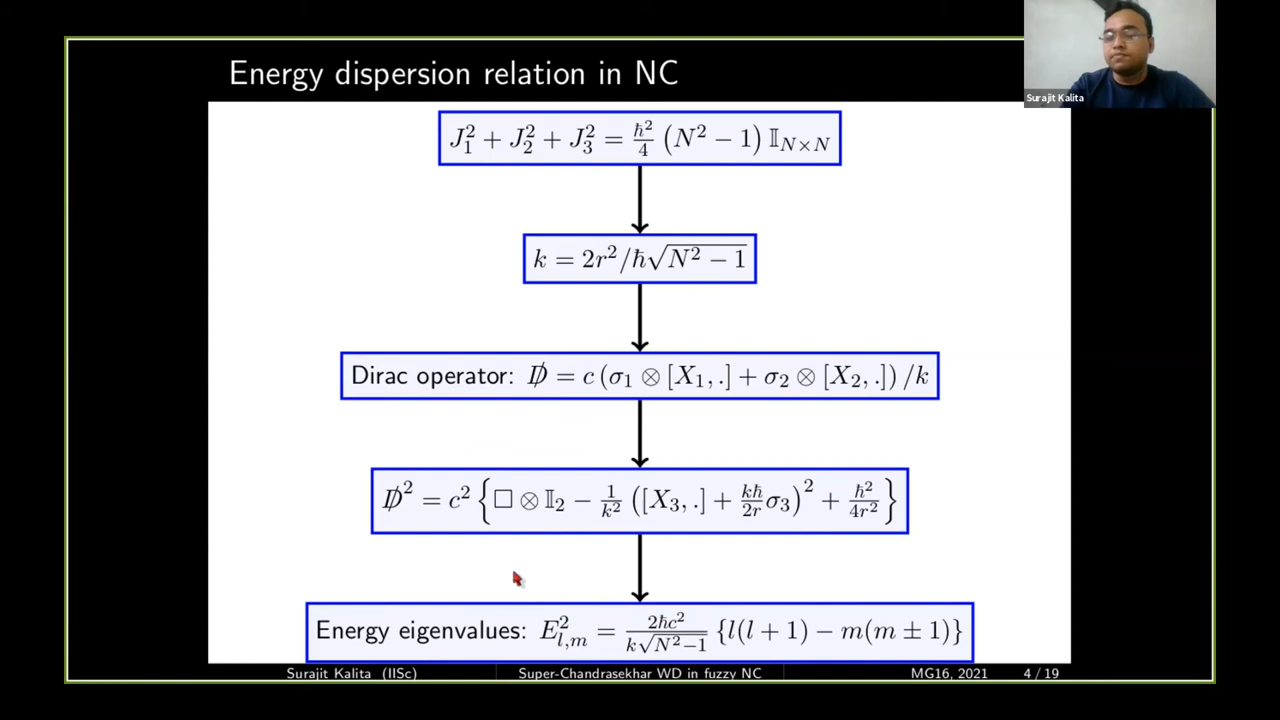 Energy dispersion relation in NC
Surajit Kalita
J₁² + J₂² + J₃² = ℏ²/4 (N² − 1) 𝕀_{N×N}
k = 2r²/ℏ√(N² − 1)
Dirac operator: D̸ = c (σ₁ ⊗ [X₁, .] + σ₂ ⊗ [X₂, .]) /k
D̸² = c² {□ ⊗ 𝕀₂ − 1/k² ([X₃, .] + kℏ/2r σ₃)² + ℏ²/4r²}
Energy eigenvalues: E²_{l,m} = 2ℏc²/k√(N²−1) {l(l + 1) − m(m ± 1)}
Surajit Kalita (IISc) Super-Chandrasekhar WD in fuzzy NC MG16, 2021 4 / 19